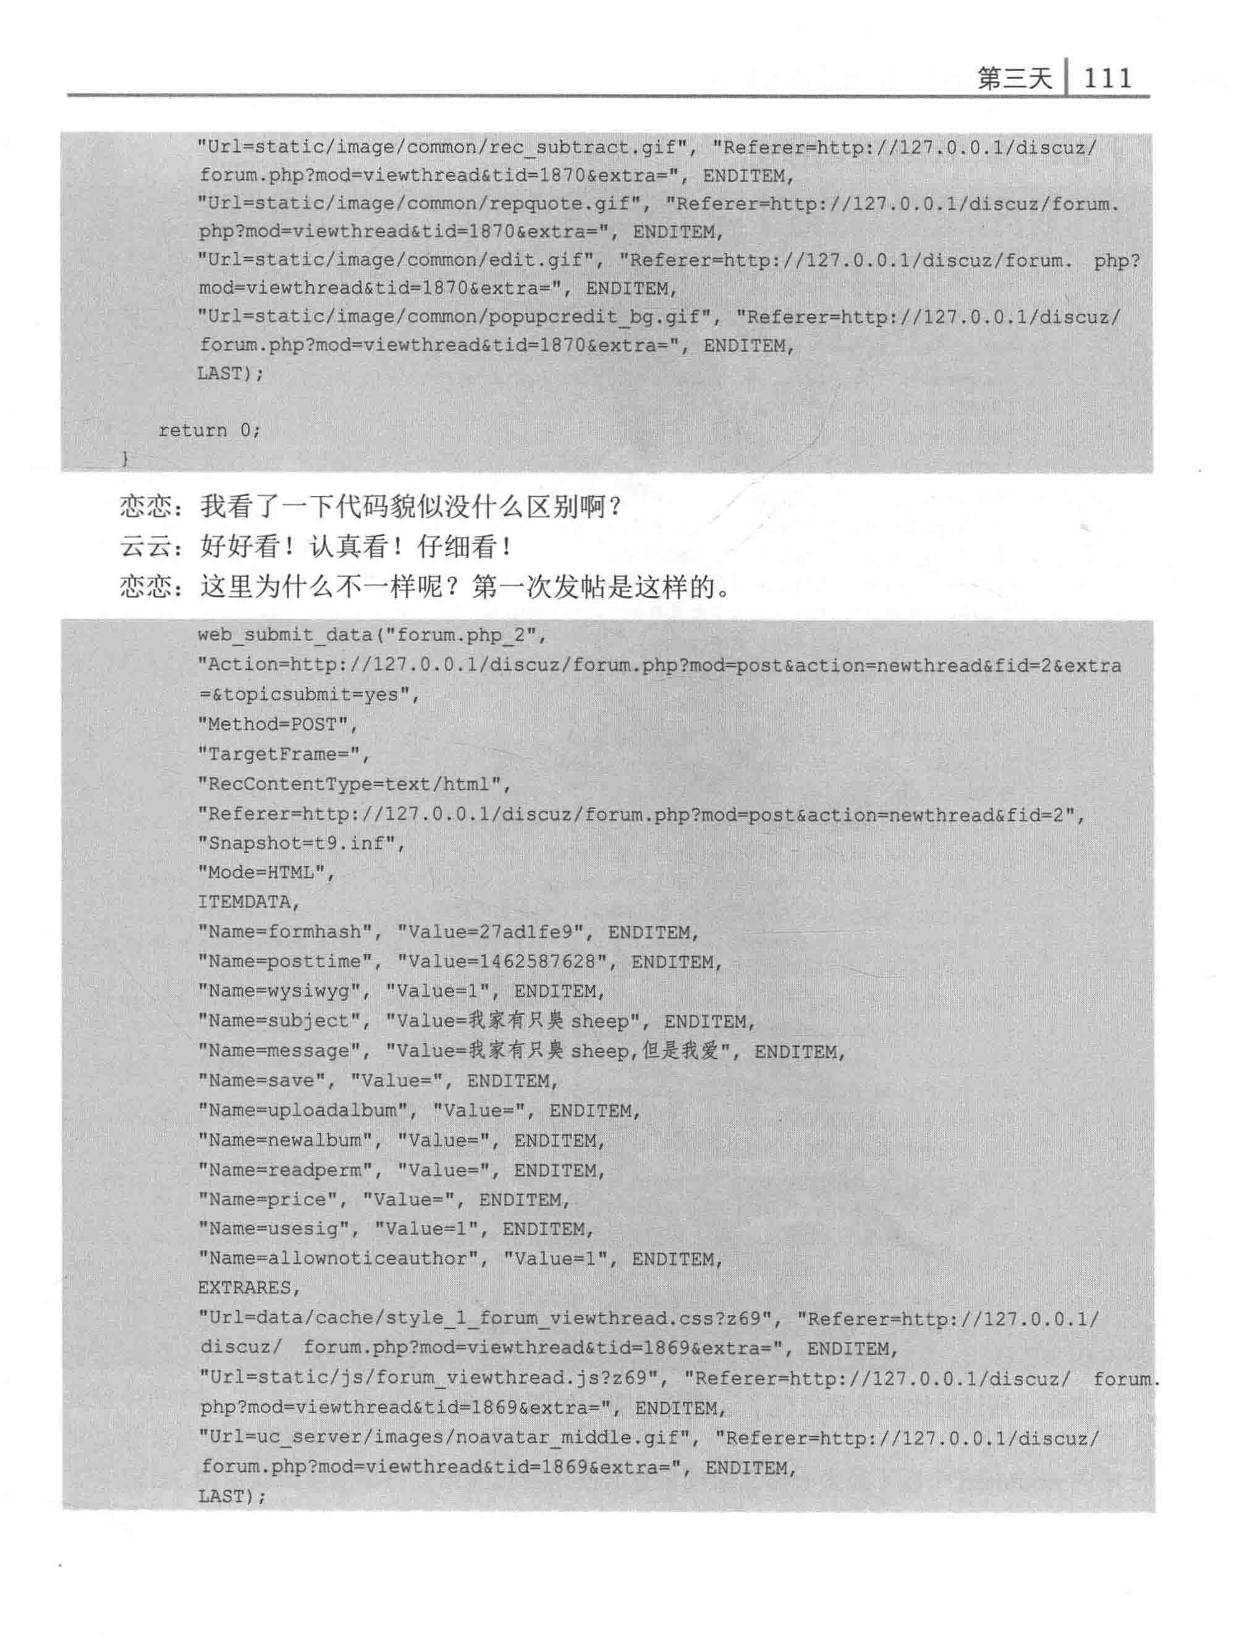 第三天 111
"Url=static/image/common/rec_subtract.gif", "Referer=http://127.0.0.1/discuz/
forum.php?mod=viewthread&tid=1870&extra=", ENDITEM,
"Url=static/image/common/repquote.gif", "Referer=http://127.0.0.1/discuz/forum.
php?mod=viewthread&tid=1870&extra=", ENDITEM,
"Url=static/image/common/edit.gif", "Referer=http://127.0.0.1/discuz/forum. php?
mod=viewthread&tid=1870&extra=", ENDITEM,
"Url=static/image/common/popupcredit_bg.gif", "Referer=http://127.0.0.1/discuz/
forum.php?mod=viewthread&tid=1870&extra=", ENDITEM,
LAST);
return 0;
}
恋恋：我看了一下代码貌似没什么区别啊？
云云：好好看！认真看！仔细看！
恋恋：这里为什么不一样呢？第一次发帖是这样的。
web_submit_data("forum.php_2",
"Action=http://127.0.0.1/discuz/forum.php?mod=post&action=newthread&fid=2&extra
=&topicsubmit=yes",
"Method=POST",
"TargetFrame=",
"RecContentType=text/html",
"Referer=http://127.0.0.1/discuz/forum.php?mod=post&action=newthread&fid=2",
"Snapshot=t9.inf",
"Mode=HTML",
ITEMDATA,
"Name=formhash", "Value=27ad1fe9", ENDITEM,
"Name=posttime", "Value=1462587628", ENDITEM,
"Name=wysiwyg", "Value=1", ENDITEM,
"Name=subject", "Value=我家有只臭 sheep", ENDITEM,
"Name=message", "Value=我家有只臭 sheep,但是我爱", ENDITEM,
"Name=save", "Value=", ENDITEM,
"Name=uploadalbum", "Value=", ENDITEM,
"Name=newalbum", "Value=", ENDITEM,
"Name=readperm", "Value=", ENDITEM,
"Name=price", "Value=", ENDITEM,
"Name=usesig", "Value=1", ENDITEM,
"Name=allownoticeauthor", "Value=1", ENDITEM,
EXTRARES,
"Url=data/cache/style_1_forum_viewthread.css?z69", "Referer=http://127.0.0.1/
discuz/ forum.php?mod=viewthread&tid=1869&extra=", ENDITEM,
"Url=static/js/forum_viewthread.js?z69", "Referer=http://127.0.0.1/discuz/ forum.
php?mod=viewthread&tid=1869&extra=", ENDITEM,
"Url=uc_server/images/noavatar_middle.gif", "Referer=http://127.0.0.1/discuz/
forum.php?mod=viewthread&tid=1869&extra=", ENDITEM,
LAST);